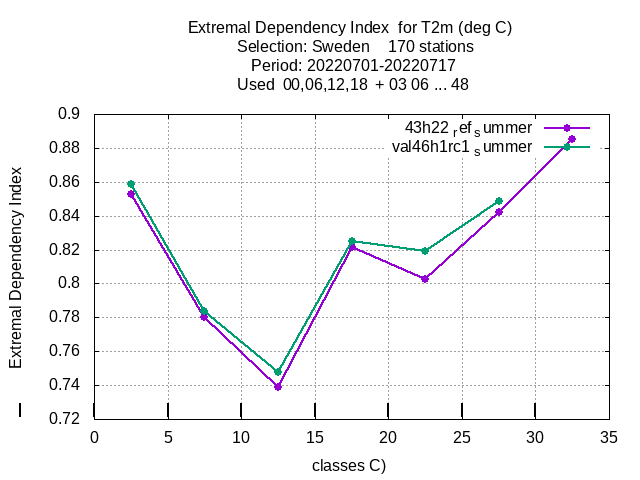 Extremal Dependency Index for T2m (deg C)
Selection: Sweden 170 stations
Period: 20220701-20220717
Used 00,06,12,18 + 03 06 ... 48
43h22 refsummer
val46h1rc1 summer
0.9
0.88
0.86
0.84
0.82
0.8
0.78
0.76
0.74
0.72
Extremal Dependency Index
0 5 10 15 20 25 30 35
classes C)